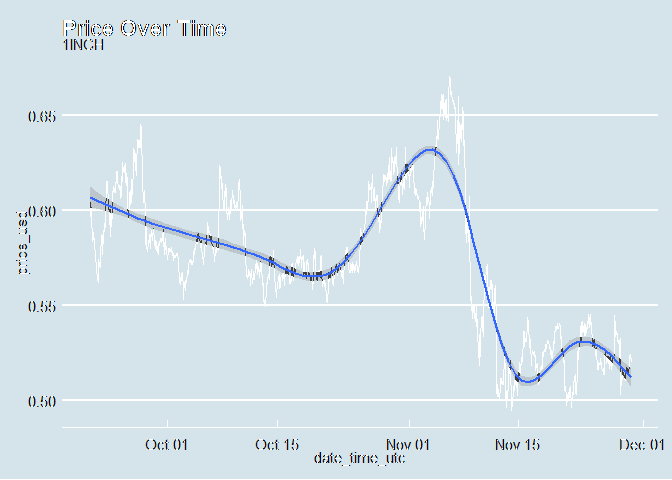 Price Over Time
1INCH
0.65
0.60
0.55
0.50
price_usd
Oct 01
Oct 15
Nov 01
Nov 15
Dec 01
date_time_utc